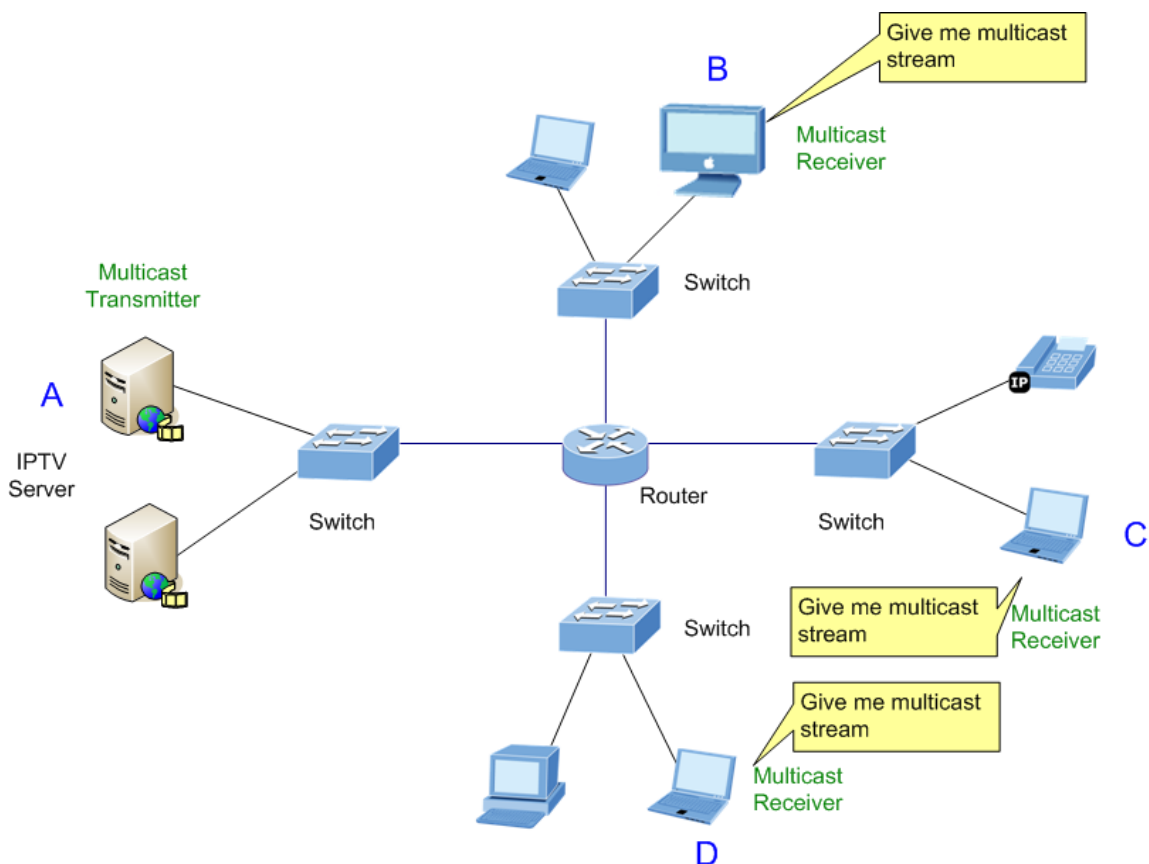 Give me multicast
stream
B
Multicast
Receiver
Switch
Multicast
Transmitter
A
IPTV
Server
Switch
Router
IP
Switch
C
Give me multicast
stream
Multicast
Receiver
Switch
Give me multicast
stream
Multicast
Receiver
D